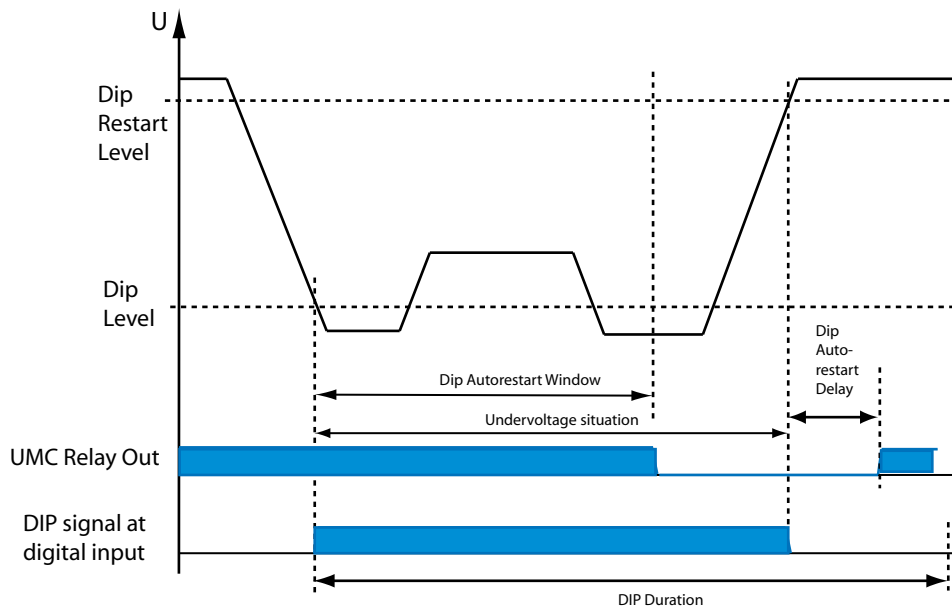 U
Dip
Restart
Level
Dip
Level
Dip
Auto-
restart
Delay
Dip Autorestart Window
Undervoltage situation
UMC Relay Out
DIP signal at
digital input
DIP Duration